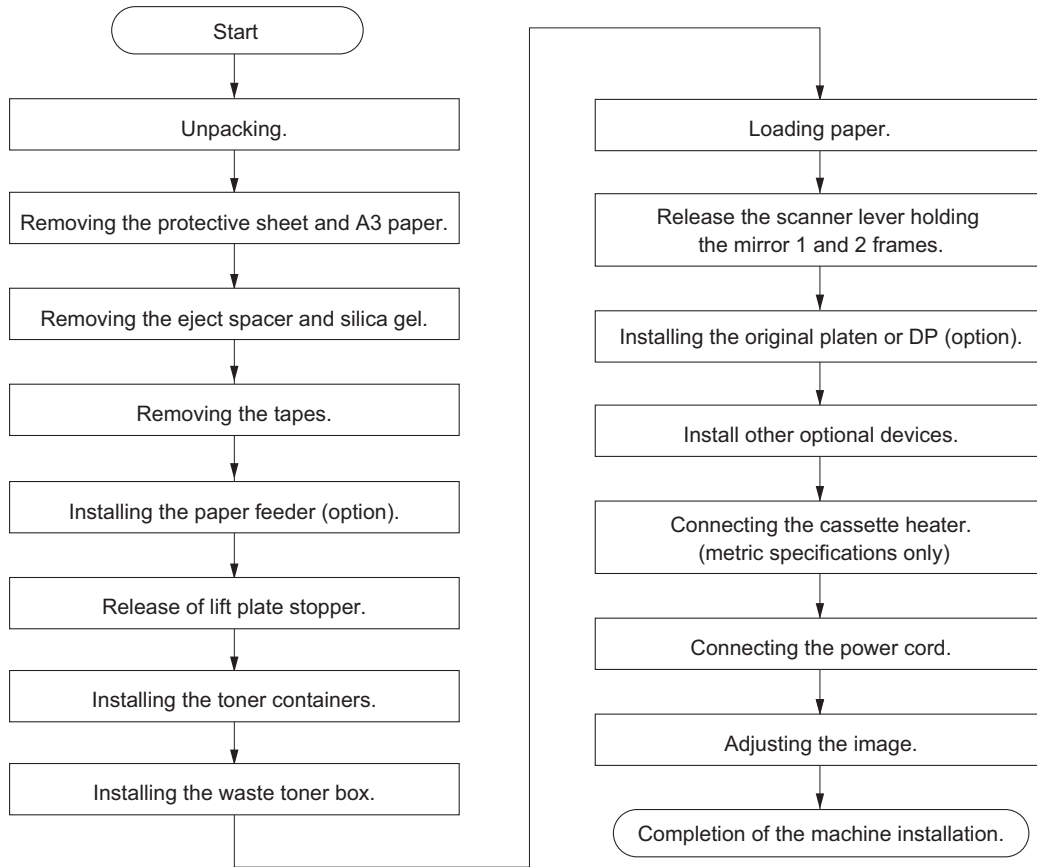 Start
Unpacking.
Removing the protective sheet and A3 paper.
Removing the eject spacer and silica gel.
Removing the tapes.
Installing the paper feeder (option).
Release of lift plate stopper.
Installing the toner containers.
Installing the waste toner box.
Loading paper.
Release the scanner lever holding
the mirror 1 and 2 frames.
Installing the original platen or DP (option).
Install other optional devices.
Connecting the cassette heater.
(metric specifications only)
Connecting the power cord.
Adjusting the image.
Completion of the machine installation.